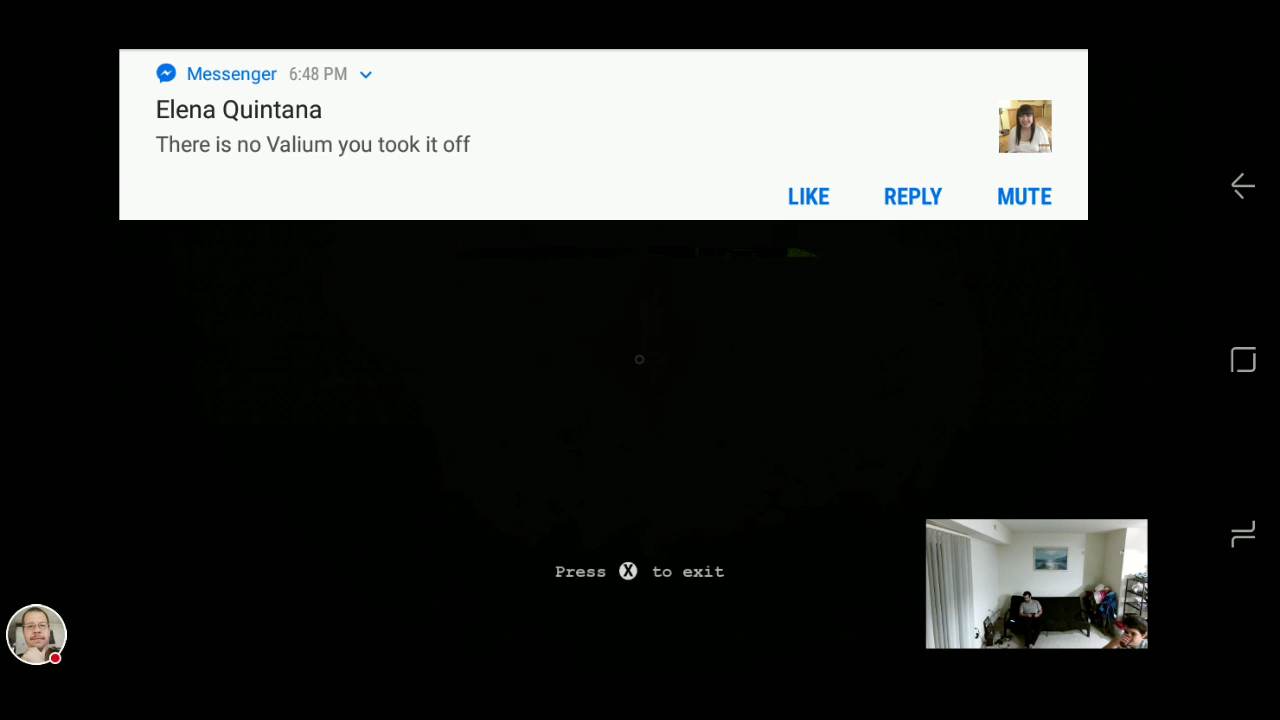 Messenger 6:48 PM
Elena Quintana
There is no Valium you took it off
LIKE REPLY MUTE
Press X to exit